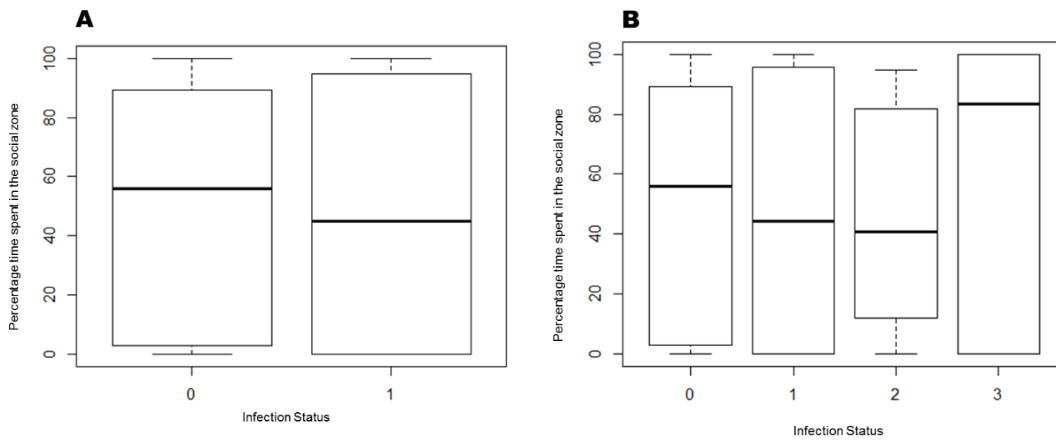 A
Percentage time spent in the social zone
100
80
60
40
20
0
0 1
Infection Status
B
Percentage time spent in the social zone
100
80
60
40
20
0
0 1 2 3
Infection Status